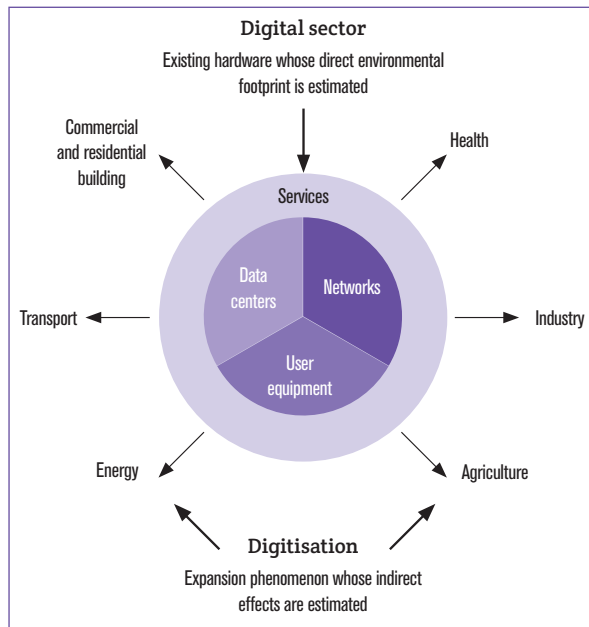 Digital sector
Existing hardware whose direct environmental
footprint is estimated
Commercial
and residential
building
Health
Services
Data
centers
Networks
Transport
Industry
User
equipment
Energy
Agriculture
Digitisation
Expansion phenomenon whose indirect
effects are estimated